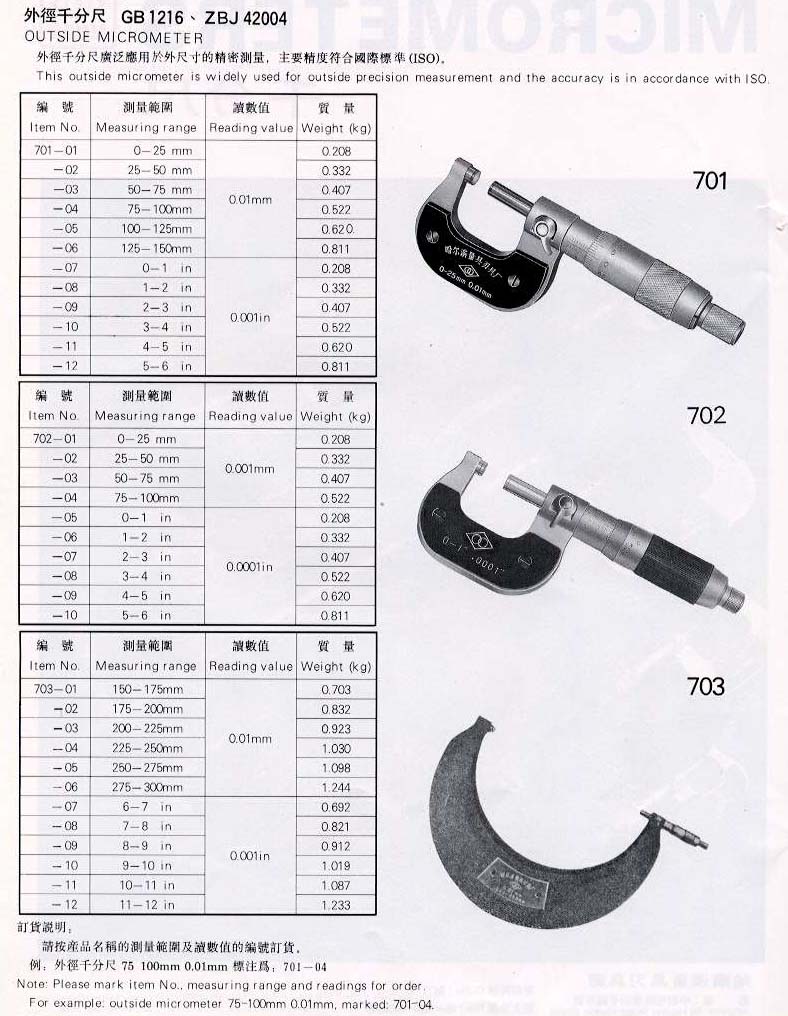 外徑千分尺 GB 1216、ZBJ 42004
OUTSIDE MICROMETER
外徑千分尺廣泛應用於外尺寸的精密測量，主要精度符合國際標準 (ISO)。
This outside micrometer is widely used for outside precision measurement and the accuracy is in accordance with ISO.
編 號 測量範圍 讀數值 質 量
Item No. Measuring range Reading value Weight (kg)
701—01 0—25 mm 0.208
—02 25—50 mm 0.332
—03 50—75 mm 0.407
0.01mm
—04 75—100mm 0.522
—05 100—125mm 0.620
—06 125—150mm 0.811
—07 0—1 in 0.208
—08 1—2 in 0.332
—09 2—3 in 0.407
0.001in
—10 3—4 in 0.522
—11 4—5 in 0.620
—12 5—6 in 0.811
701
哈尔滨量具刃具厂
0-25mm 0.01mm
編 號 測量範圍 讀數值 質 量
Item No. Measuring range Reading value Weight (kg)
702—01 0—25 mm 0.208
—02 25—50 mm 0.332
0.001mm
—03 50—75 mm 0.407
—04 75—100mm 0.522
—05 0—1 in 0.208
—06 1—2 in 0.332
—07 2—3 in 0.407
0.0001in
—08 3—4 in 0.522
—09 4—5 in 0.620
—10 5—6 in 0.811
702
0-1" .0001"
編 號 測量範圍 讀數值 質 量
Item No. Measuring range Reading value Weight (kg)
703—01 150—175mm 0.703
—02 175—200mm 0.832
—03 200—225mm 0.923
0.01mm
—04 225—250mm 1.030
—05 250—275mm 1.098
—06 275—300mm 1.244
—07 6—7 in 0.692
—08 7—8 in 0.821
—09 8—9 in 0.912
0.001in
—10 9—10 in 1.019
—11 10—11 in 1.087
—12 11—12 in 1.233
703
訂貨説明：
請按産品名稱的測量範圍及讀數值的編號訂貨。
例：外徑千分尺 75 100mm 0.01mm 標注爲：701—04
Note: Please mark item No., measuring range and readings for order.
For example: outside micrometer 75-100mm 0.01mm, marked: 701-04.